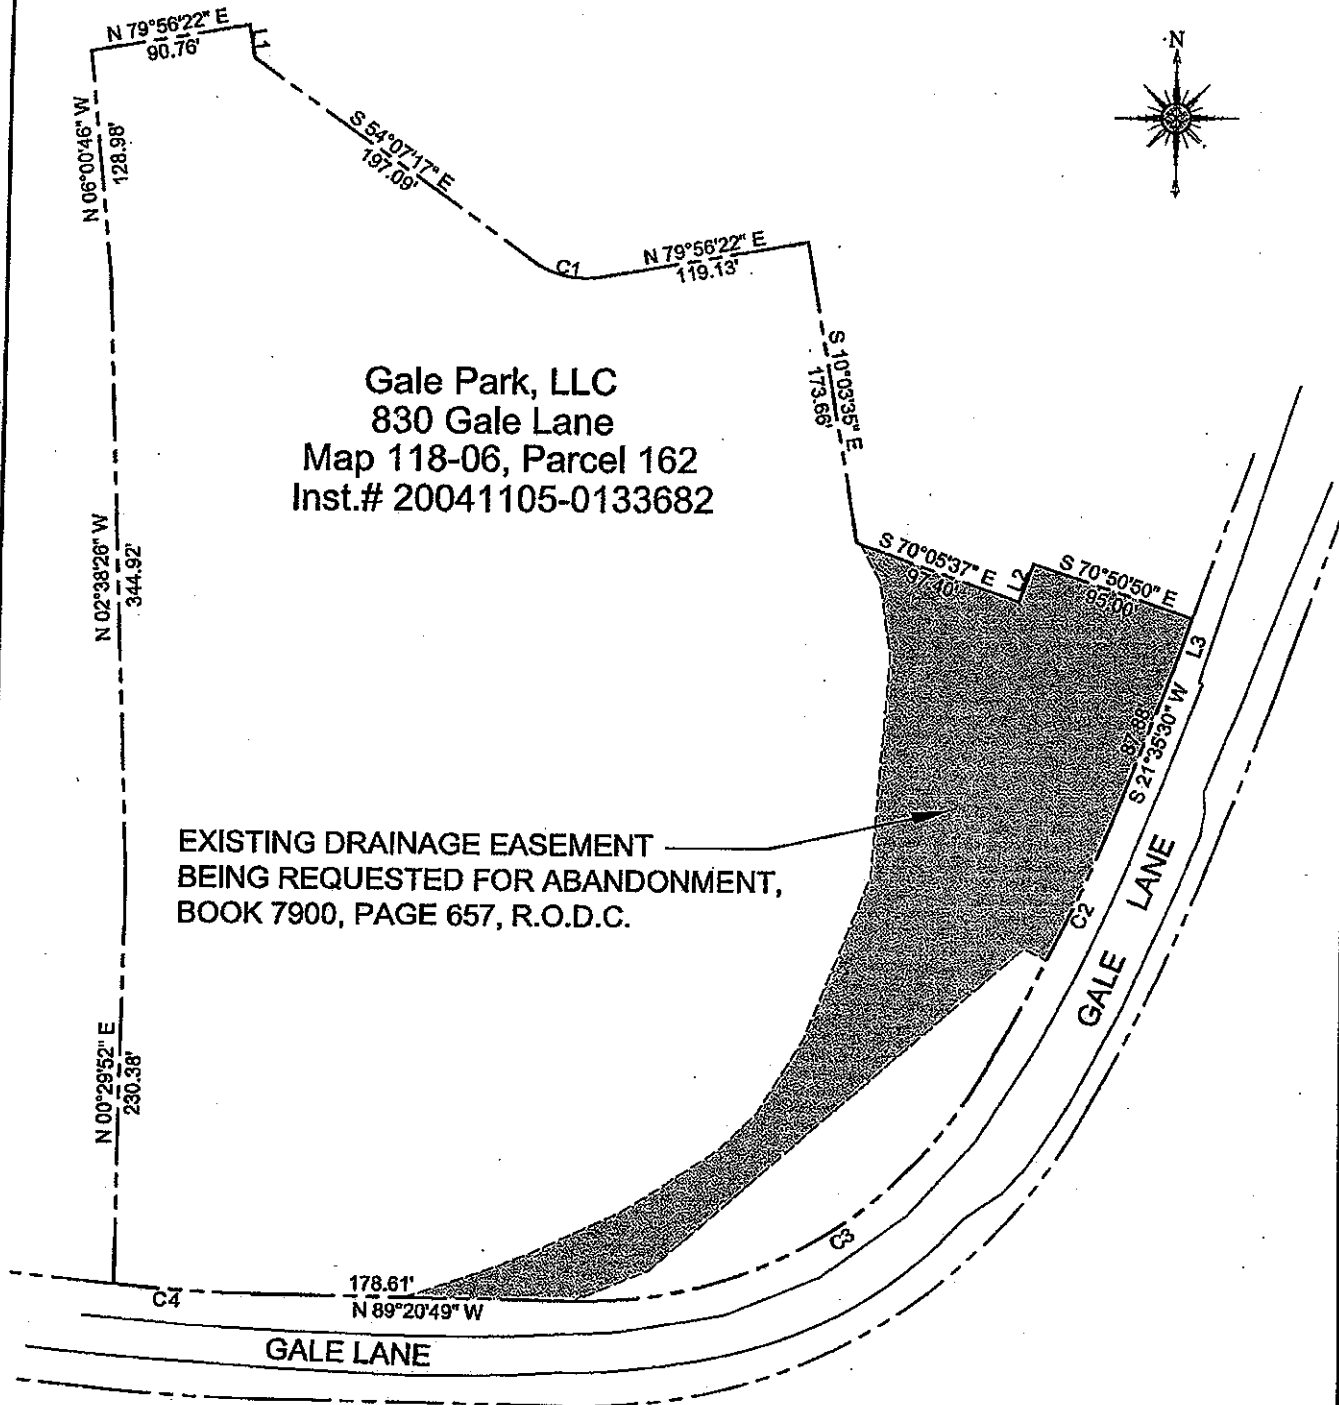 N 79°56'22" E
90.76'
L1
N
N 06°00'46" W
128.98'
S 54°07'17" E
197.09'
C1
N 79°56'22" E
119.13'
S 10°03'35" E
173.66'
Gale Park, LLC
830 Gale Lane
Map 118-06, Parcel 162
Inst.# 20041105-0133682
N 02°38'26" W
344.92'
S 70°05'37" E
97.40'
L2
S 70°50'50" E
95.00'
L3
87.88'
S 21°35'30" W
EXISTING DRAINAGE EASEMENT
BEING REQUESTED FOR ABANDONMENT,
BOOK 7900, PAGE 657, R.O.D.C.
C2
GALE LANE
N 00°29'52" E
230.38'
C3
C4
178.61'
N 89°20'49" W
GALE LANE